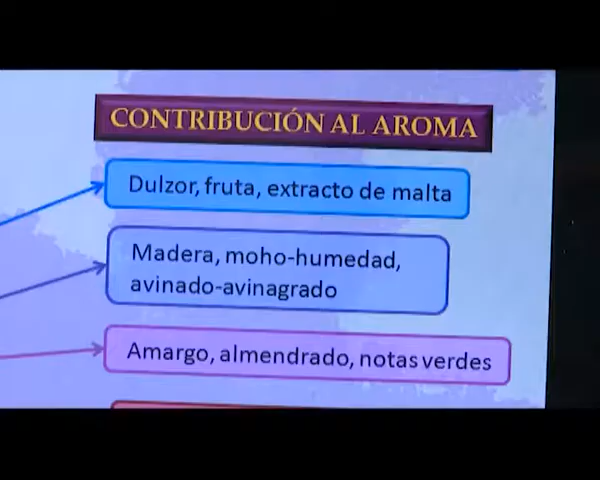 CONTRIBUCIÓN AL AROMA
Dulzor, fruta, extracto de malta
Madera, moho-humedad,
avinado-avinagrado
Amargo, almendrado, notas verdes